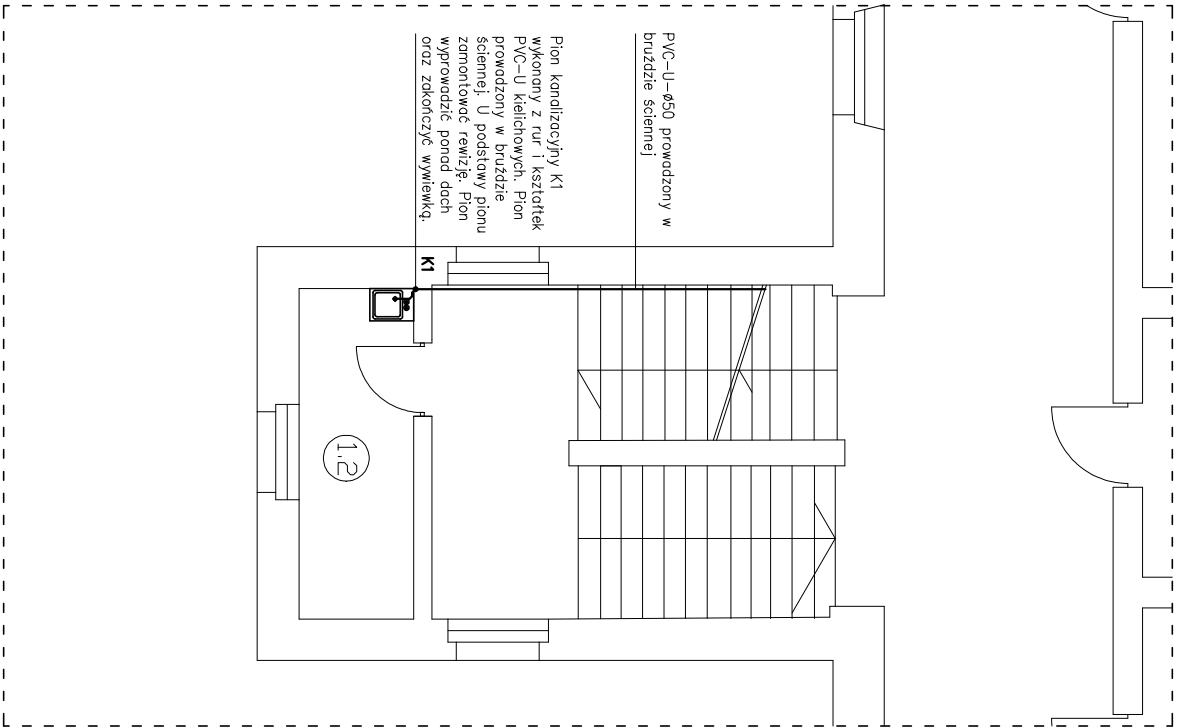 PVC-U-ø50 prowadzony w
bruździe ściennej
Pion kanalizacyjny K1
wykonany z rur i kształtek
PVC-U kielichowych. Pion
prowadzony w bruździe
ściennej. U podstawy pionu
zamontować rewizję. Pion
wyprowadzić ponad dach
oraz zakończyć wywiewką.
K1
1.2